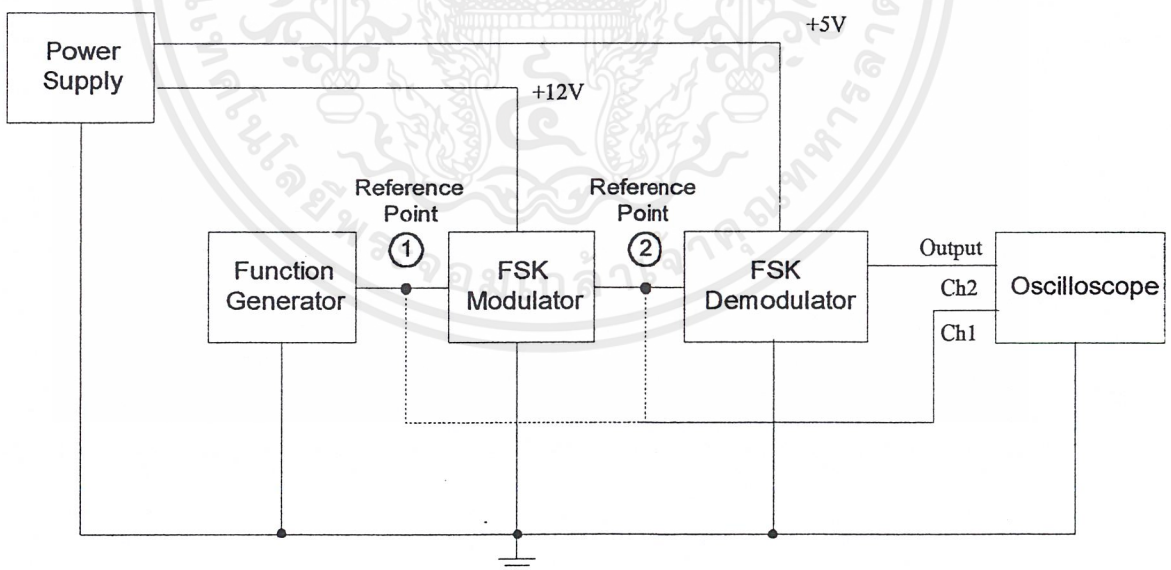 +5V
Power
Supply
+12V
Reference
Point
1
Reference
Point
2
Function
Generator
FSK
Modulator
FSK
Demodulator
Output
Ch2
Ch1
Oscilloscope